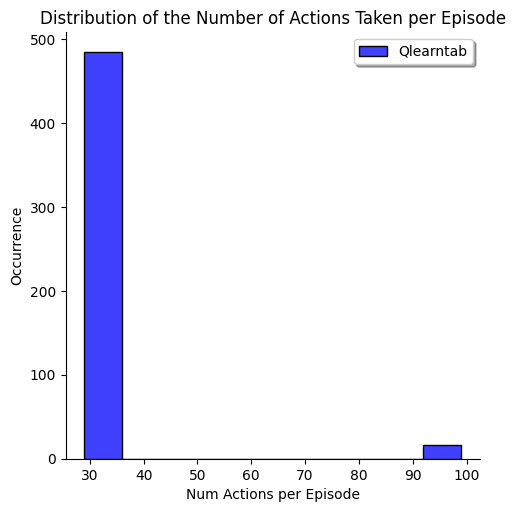 Distribution of the Number of Actions Taken per Episode
Qlearntab
500
400
300
200
100
0
Occurrence
30 40 50 60 70 80 90 100
Num Actions per Episode